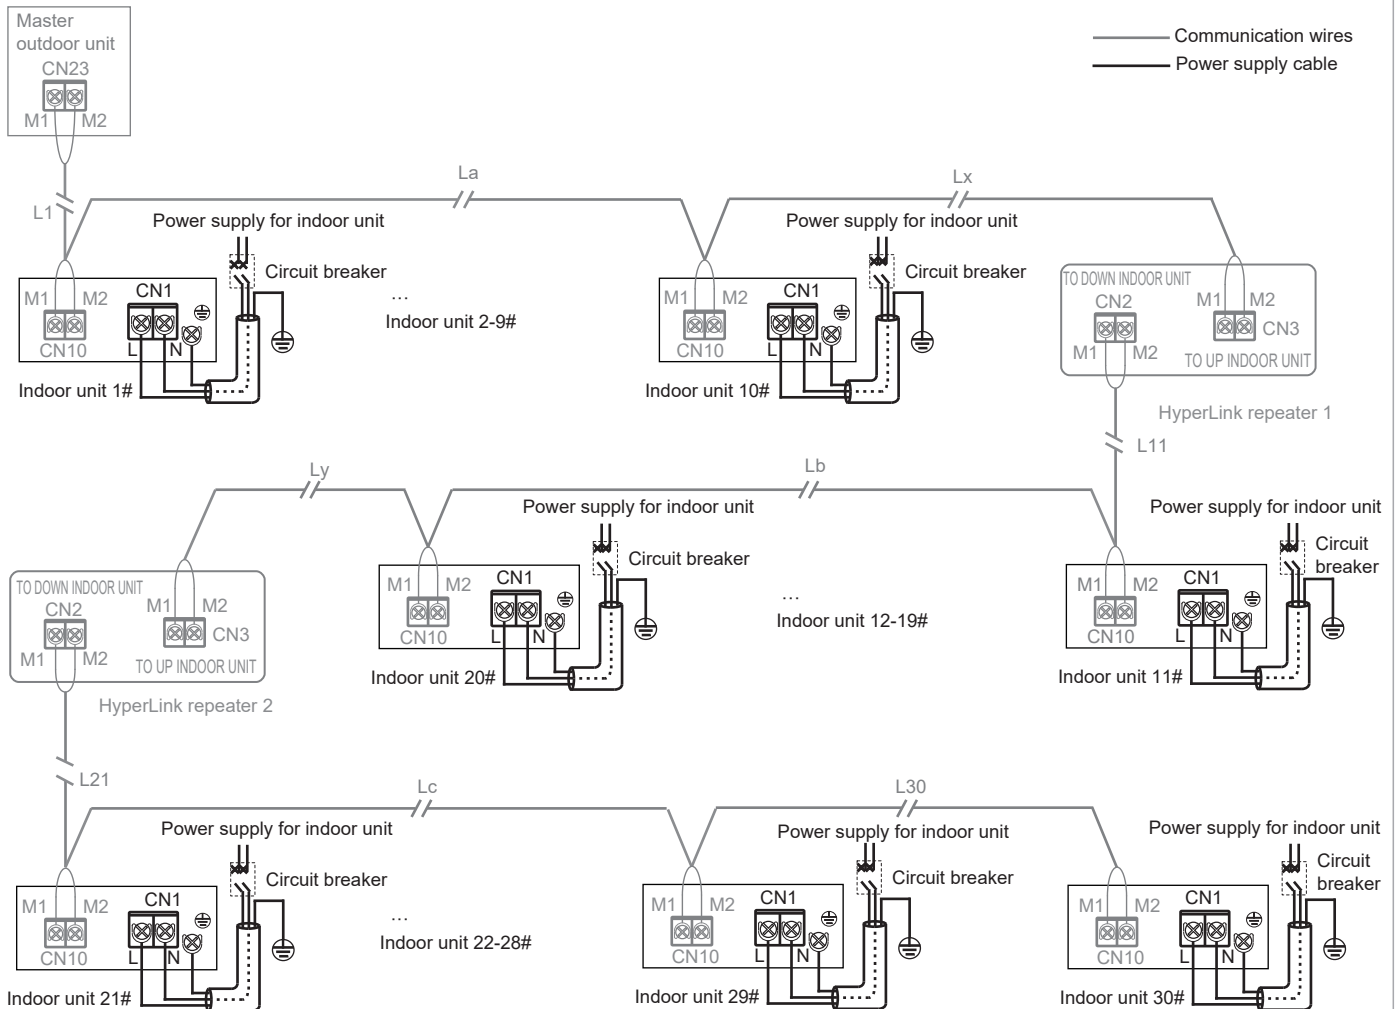 Master
outdoor unit
CN23
M1 M2
Communication wires
Power supply cable
L1
La
Lx
Power supply for indoor unit
Circuit breaker
M1 M2
CN1
CN10
L N
Indoor unit 1#
...
Indoor unit 2-9#
Power supply for indoor unit
Circuit breaker
M1 M2
CN1
CN10
L N
Indoor unit 10#
TO DOWN INDOOR UNIT
CN2
M1 M2
M1 M2
CN3
TO UP INDOOR UNIT
HyperLink repeater 1
L11
Ly
Lb
TO DOWN INDOOR UNIT
CN2
M1 M2
M1 M2
CN3
TO UP INDOOR UNIT
HyperLink repeater 2
Power supply for indoor unit
Circuit breaker
M1 M2
CN1
CN10
L N
Indoor unit 20#
...
Indoor unit 12-19#
Power supply for indoor unit
Circuit
breaker
M1 M2
CN1
CN10
L N
Indoor unit 11#
L21
Lc
L30
Power supply for indoor unit
Circuit breaker
M1 M2
CN1
CN10
L N
Indoor unit 21#
...
Indoor unit 22-28#
Power supply for indoor unit
Circuit breaker
M1 M2
CN1
CN10
L N
Indoor unit 29#
Power supply for indoor unit
Circuit
breaker
M1 M2
CN1
CN10
L N
Indoor unit 30#